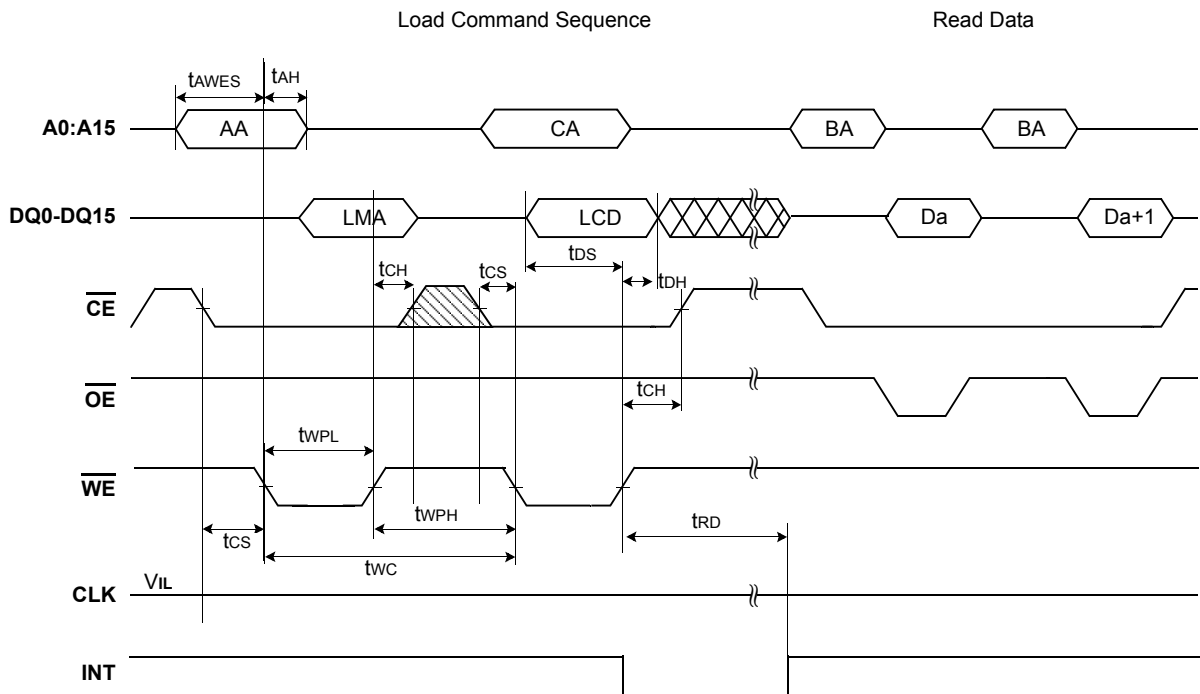 Load Command Sequence Read Data
tAWES tAH
A0:A15 AA CA BA BA
DQ0-DQ15 LMA LCD Da Da+1
tCH tCS tDS tDH
CE
OE tCH
tWPL
WE
tWPH tRD
tCS
tWC
CLK VIL
INT